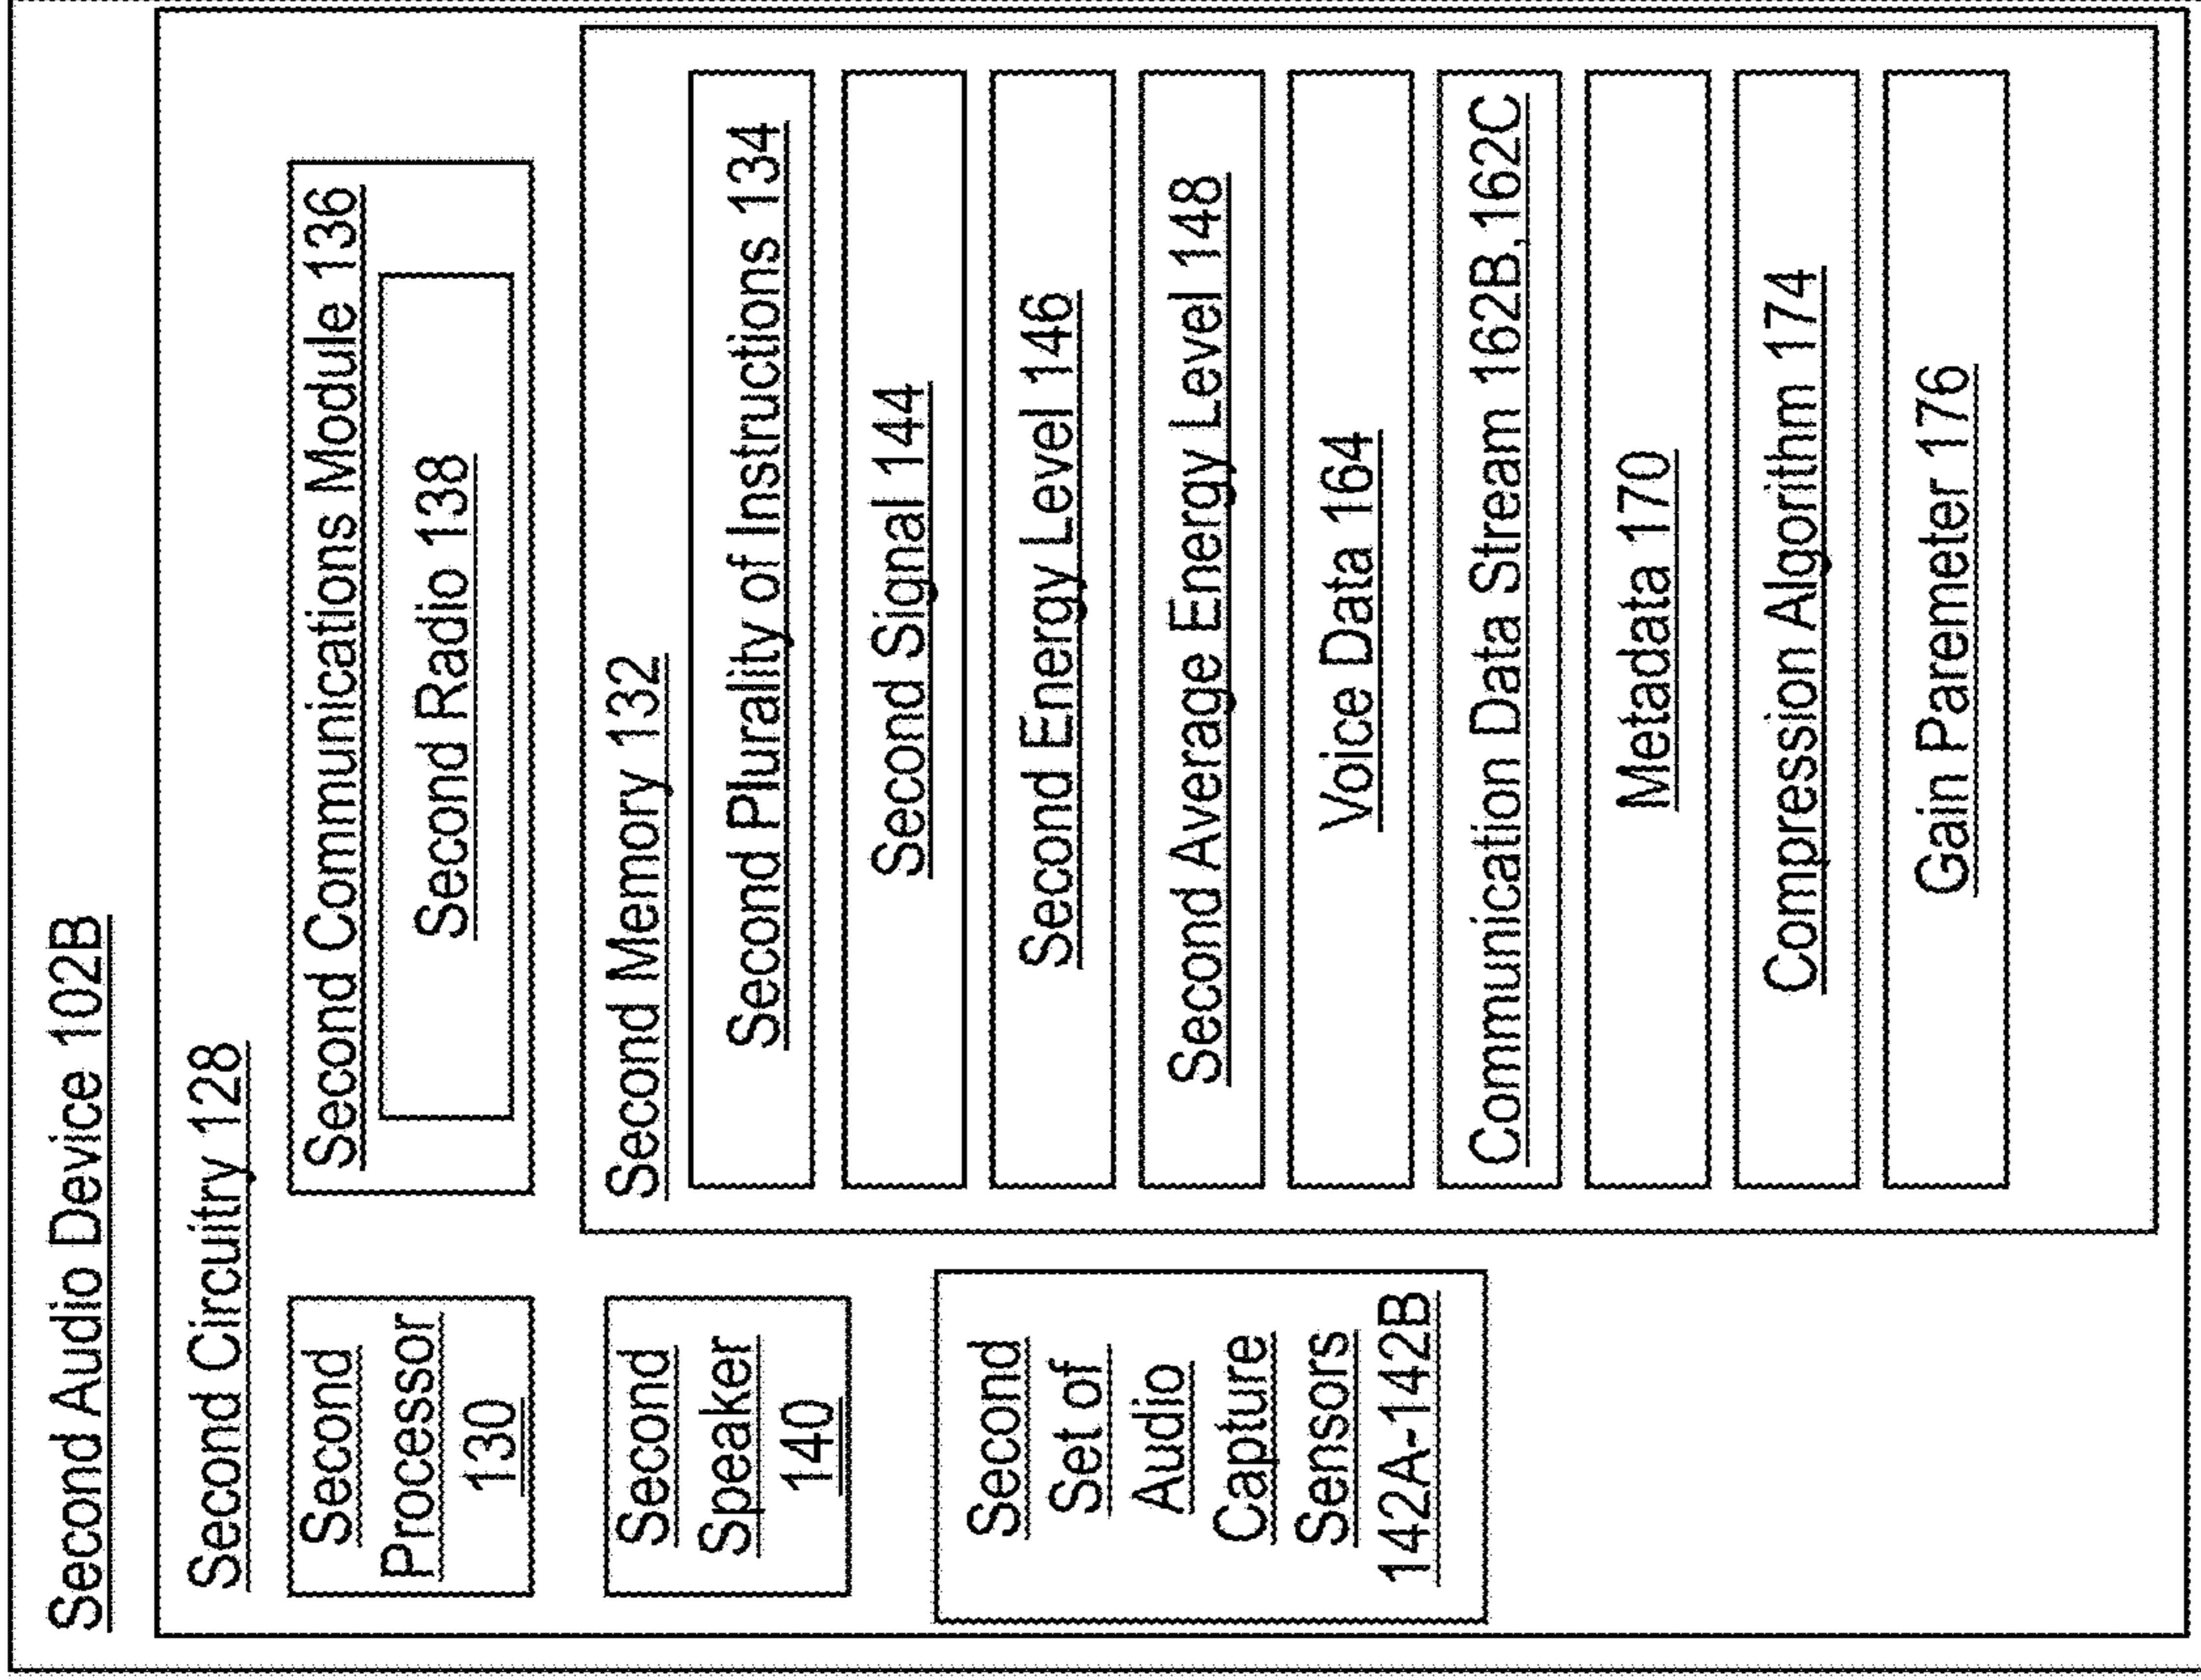 Second Audio Device 102B
Second Circuitry 128
Second
Processor
130
Second Communications Module 136
Second Radio 138
Second
Speaker
140
Second
Set of
Audio
Capture
Sensors
142A-142B
Second Memory 132
Second Plurality of Instructions 134
Second Signal 144
Second Energy Level 146
Second Average Energy Level 148
Voice Data 164
Communication Data Stream 162B,162C
Metadata 170
Compression Algorithm 174
Gain Paremeter 176